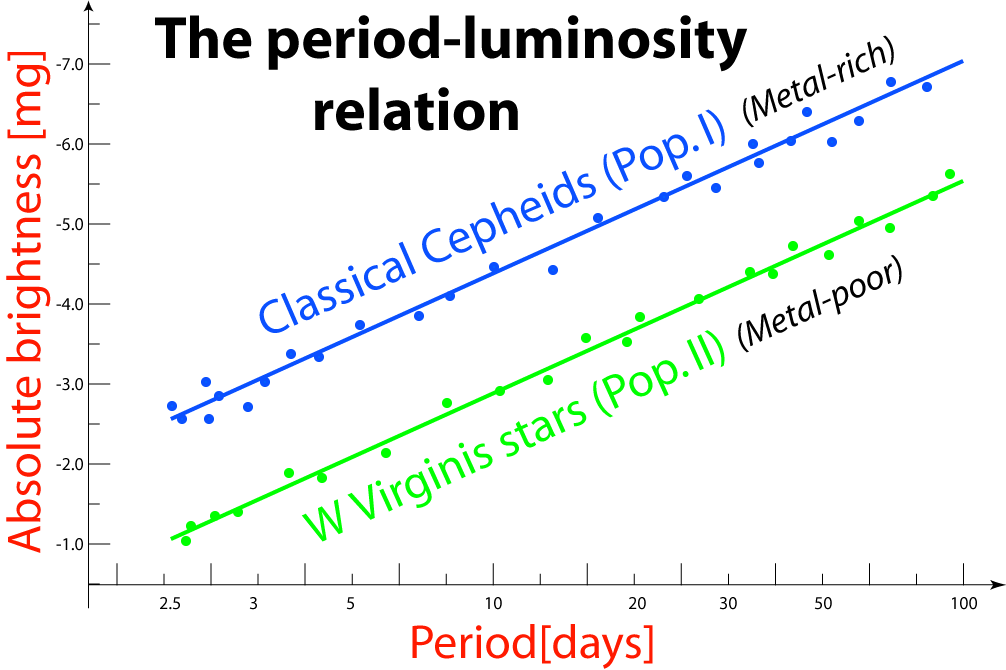 The period-luminosity
relation
Absolute brightness [mg]
-7.0
-6.0
-5.0
-4.0
-3.0
-2.0
-1.0
Classical Cepheids (Pop. I) (Metal-rich)
W Virginis stars (Pop. II) (Metal-poor)
2.5 3 5 10 20 30 50 100
Period[days]